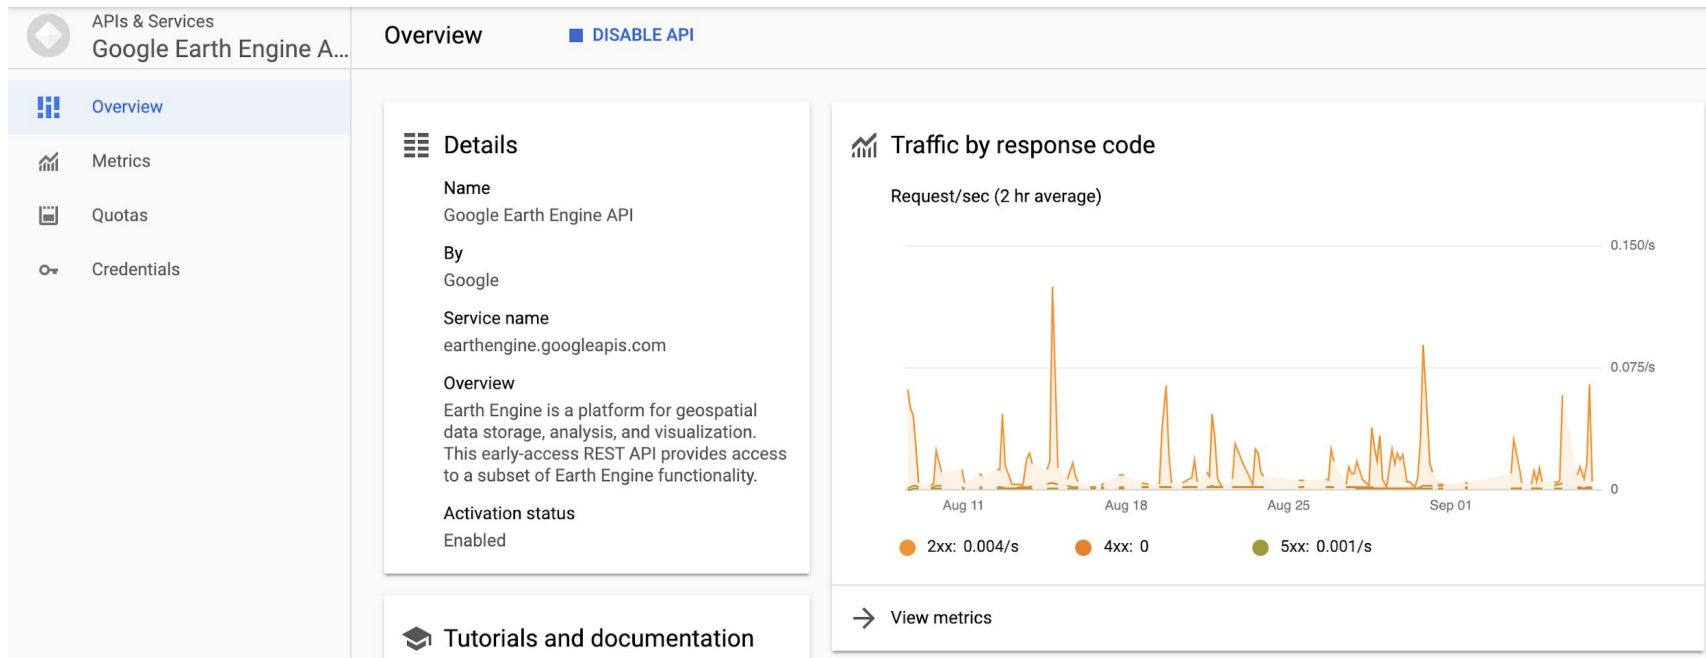 APIs & Services
Google Earth Engine A...
Overview
DISABLE API
Overview
Metrics
Quotas
Credentials
Details
Name
Google Earth Engine API
By
Google
Service name
earthengine.googleapis.com
Overview
Earth Engine is a platform for geospatial
data storage, analysis, and visualization.
This early-access REST API provides access
to a subset of Earth Engine functionality.
Activation status
Enabled
Tutorials and documentation
Traffic by response code
Request/sec (2 hr average)
0.150/s
0.075/s
0
Aug 11 Aug 18 Aug 25 Sep 01
2xx: 0.004/s 4xx: 0 5xx: 0.001/s
View metrics